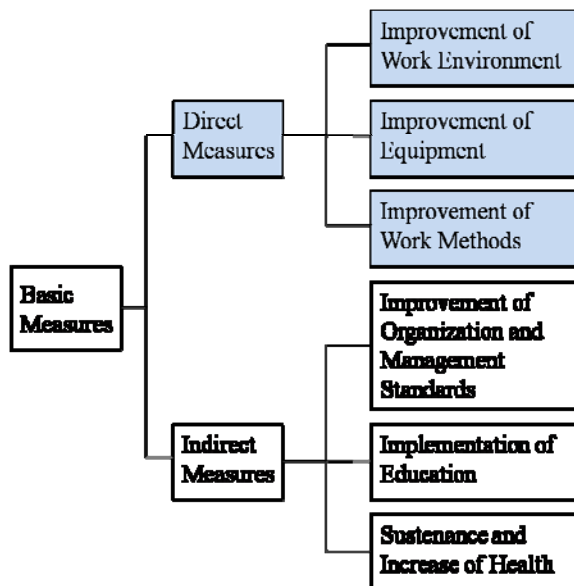 Improvement of
Work Environment
Direct
Measures
Improvement of
Equipment
Improvement of
Work Methods
Basic
Measures
Improvement of
Organization and
Management
Standards
Indirect
Measures
Implementation of
Education
Sustenance and
Increase of Health